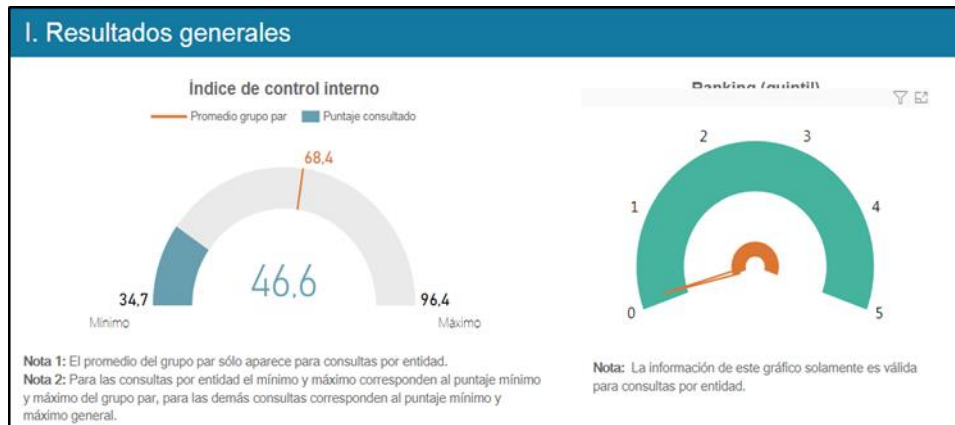 I. Resultados generales
Índice de control interno
Promedio grupo par Puntaje consultado
68,4
46,6
34,7
Mínimo
96,4
Máximo
Nota 1: El promedio del grupo par sólo aparece para consultas por entidad.
Nota 2: Para las consultas por entidad el mínimo y máximo corresponden al puntaje mínimo
y máximo del grupo par, para las demás consultas corresponden al puntaje mínimo y
máximo general.
Ranking (quintil)
0
1
2
3
4
5
Nota: La información de este gráfico solamente es válida
para consultas por entidad.